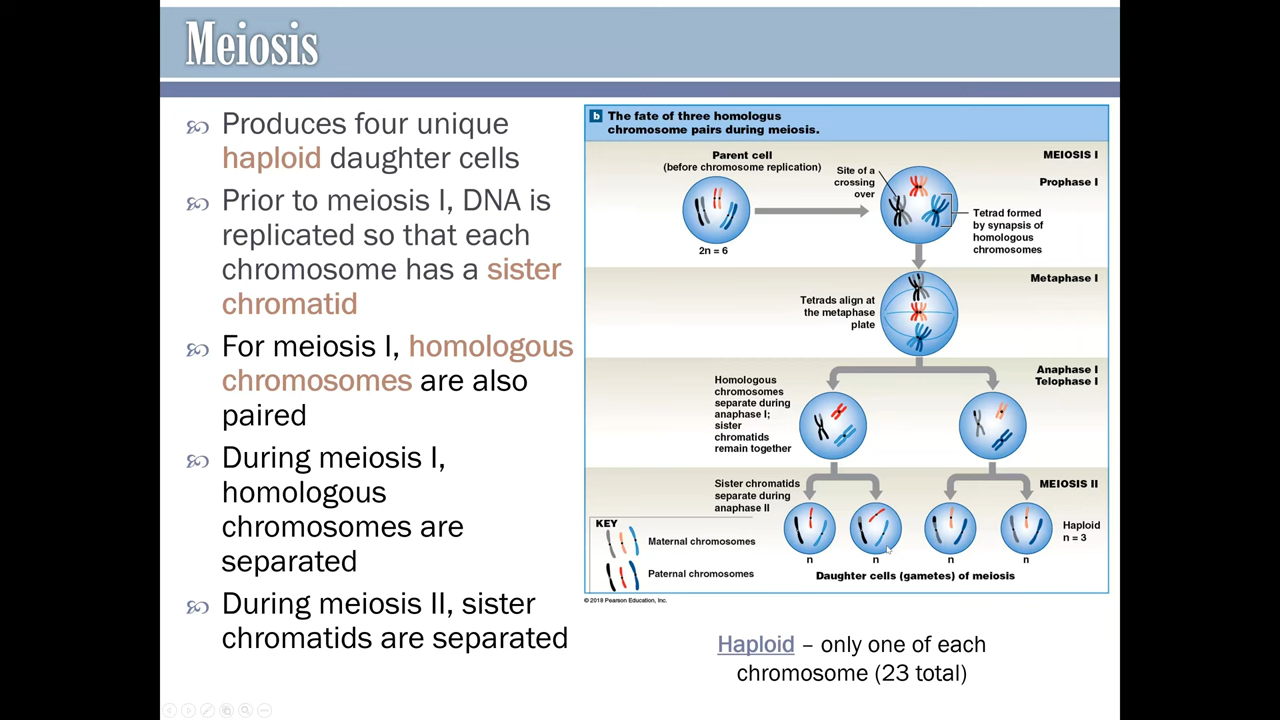 Meiosis
Produces four unique
haploid daughter cells
Prior to meiosis I, DNA is
replicated so that each
chromosome has a sister
chromatid
For meiosis I, homologous
chromosomes are also
paired
During meiosis I,
homologous
chromosomes are
separated
During meiosis II, sister
chromatids are separated
b The fate of three homologus
chromosome pairs during meiosis.
Parent cell
(before chromosome replication)
2n = 6
Site of a
crossing
over
MEIOSIS I
Prophase I
Tetrad formed
by synapsis of
homologous
chromosomes
Metaphase I
Tetrads align at
the metaphase
plate
Anaphase I
Telophase I
Homologous
chromosomes
separate during
anaphase I;
sister
chromatids
remain together
MEIOSIS II
Sister chromatids
separate during
anaphase II
KEY
Maternal chromosomes
Paternal chromosomes
Haploid
n = 3
n n n n
Daughter cells (gametes) of meiosis
© 2019 Pearson Education, Inc.
Haploid – only one of each
chromosome (23 total)